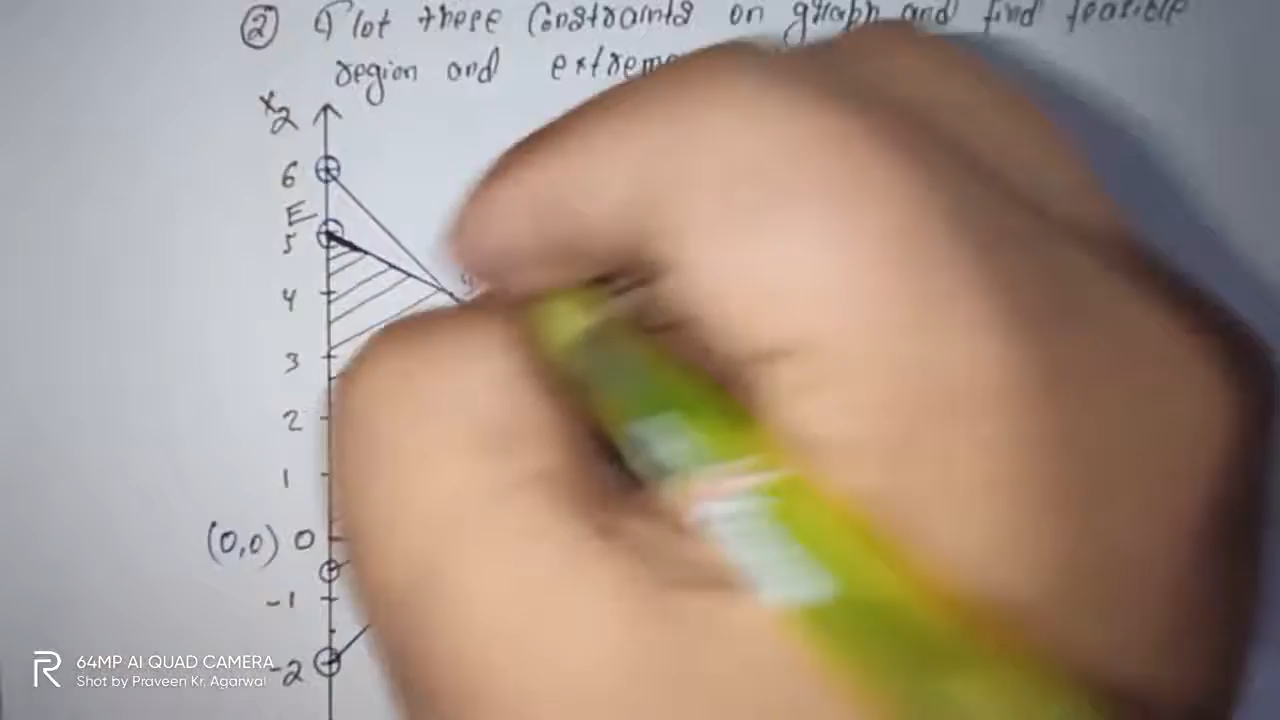 ② Plot these constraints on graph and find feasible
region and
x2
6
E
5
4
3
2
1
(0,0) 0
-1
-2
64MP AI QUAD CAMERA
Shot by Praveen Kr. Agarwal